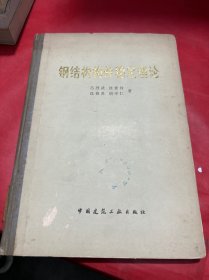 钢结构构件稳定理论
吕烈武 沈世钊
沈祖炎 胡学仁 著
中国建筑工业出版社